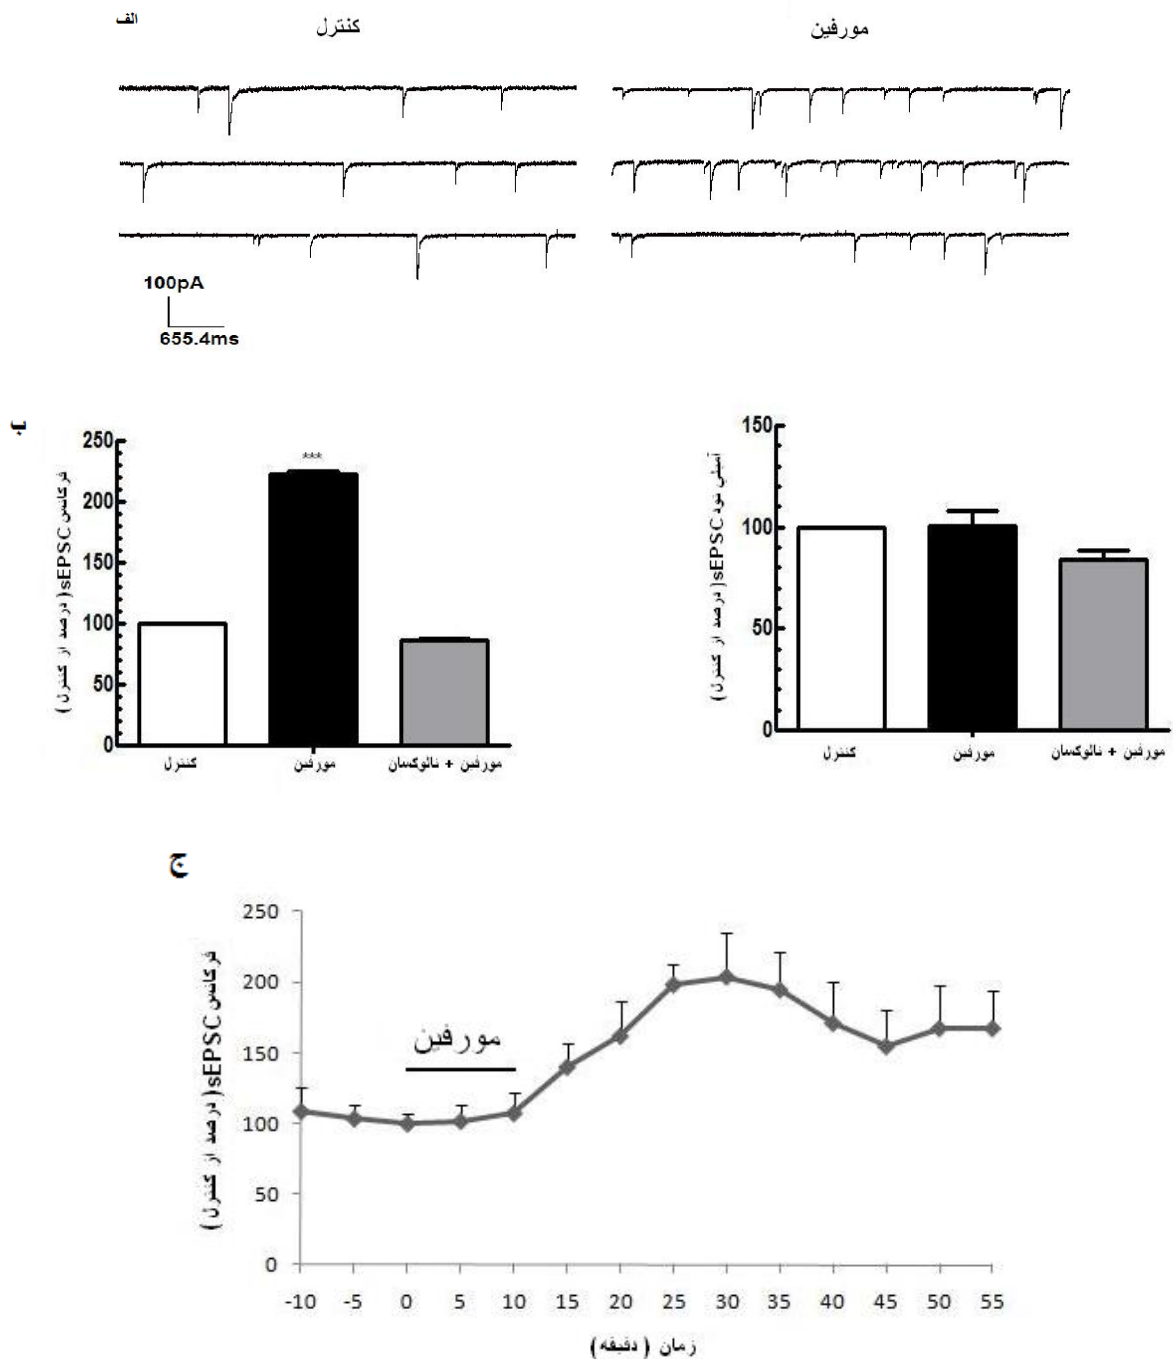 الف
کنترل
مورفین
100pA
655.4ms
ب
فرکانس sEPSC( درصد از کنترل )
250
200
150
100
50
0
***
کنترل
مورفین
مورفین + نالوکسان
آمپلی تود sEPSC( درصد از کنترل )
150
100
50
0
کنترل
مورفین
مورفین + نالوکسان
ج
فرکانس sEPSC( درصد از کنترل )
250
200
150
100
50
0
مورفین
-10 -5 0 5 10 15 20 25 30 35 40 45 50 55
زمان ( دقیقه )